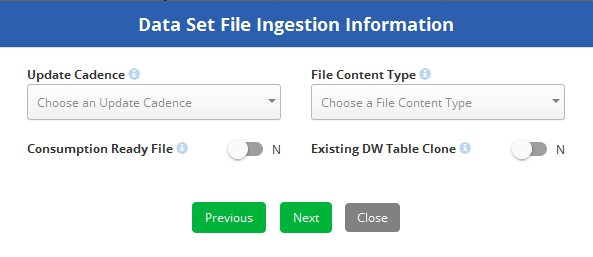 Data Set File Ingestion Information
Update Cadence
File Content Type
Choose an Update Cadence
Choose a File Content Type
Consumption Ready File
N
Existing DW Table Clone
N
Previous
Next
Close